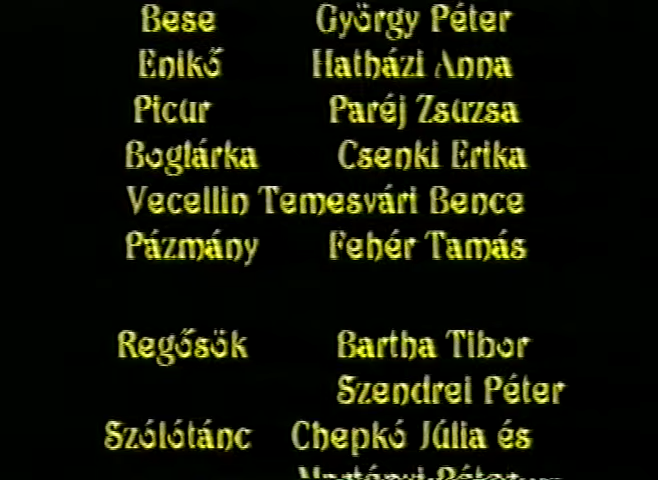 Bese György Péter
Enikő Hatházi Anna
Picur Paréj Zsuzsa
Boglárka Csenki Erika
Vecellin Temesvári Bence
Pázmány Fehér Tamás
Regősök Bartha Tibor
Szendrei Péter
Szólótánc Chepkó Júlia és
Péter